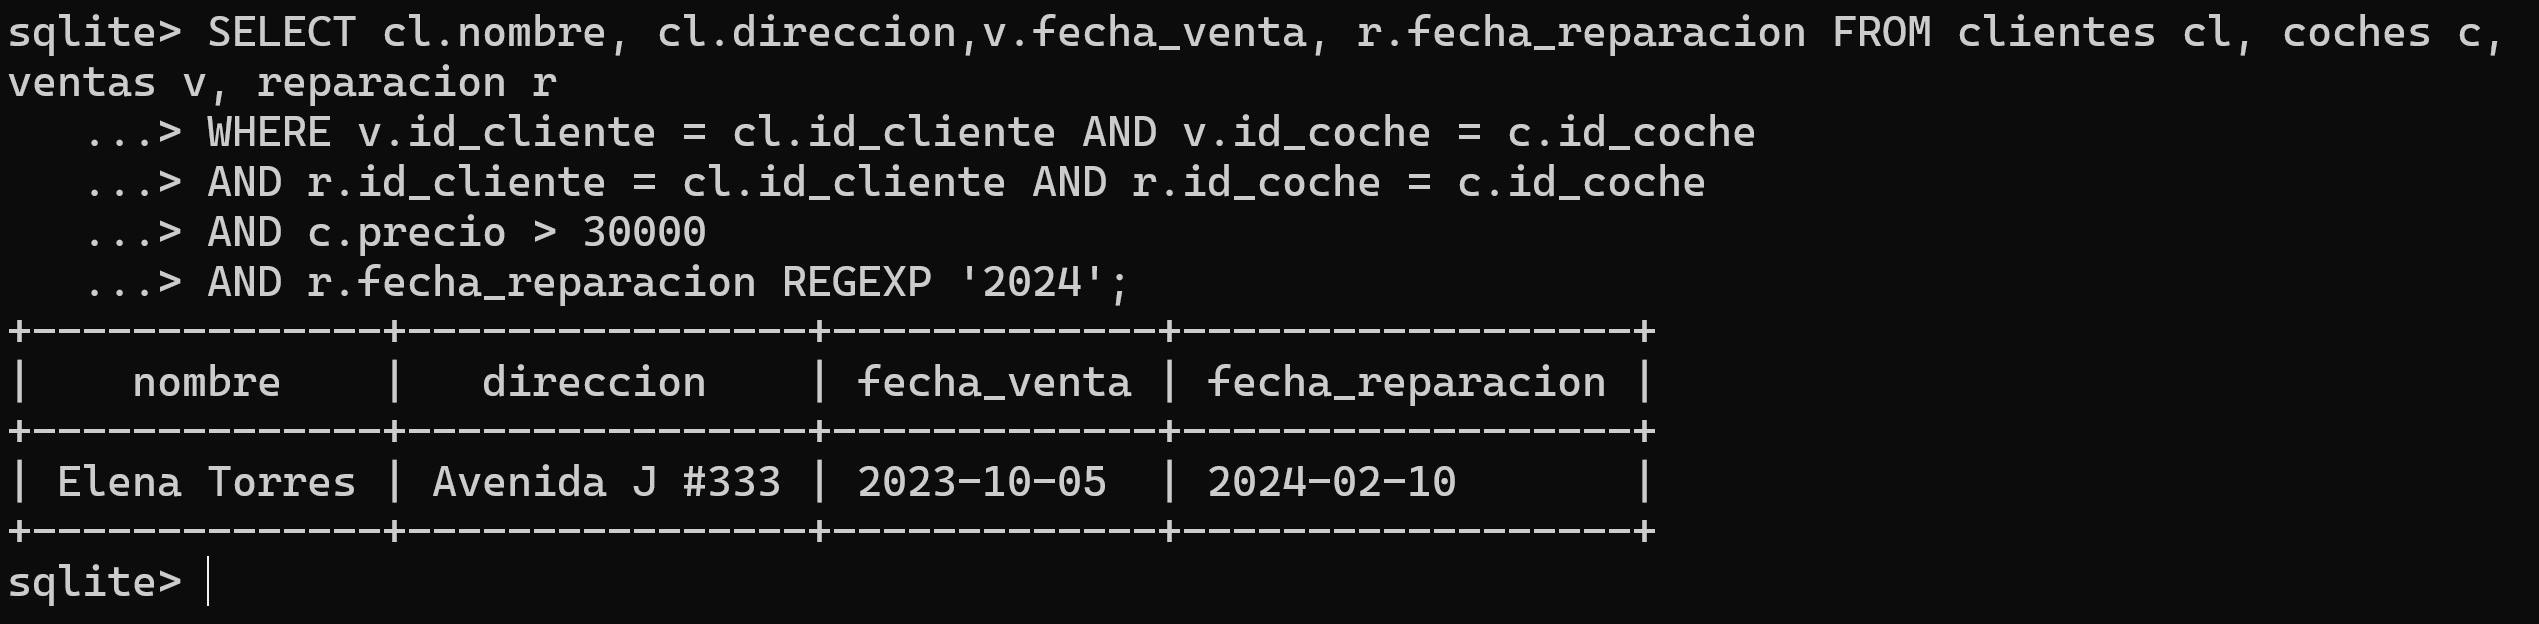 sqlite> SELECT cl.nombre, cl.direccion,v.fecha_venta, r.fecha_reparacion FROM clientes cl, coches c,
ventas v, reparacion r
   ...> WHERE v.id_cliente = cl.id_cliente AND v.id_coche = c.id_coche
   ...> AND r.id_cliente = cl.id_cliente AND r.id_coche = c.id_coche
   ...> AND c.precio > 30000
   ...> AND r.fecha_reparacion REGEXP '2024';
+--------------+----------------+-------------+------------------+
|    nombre    |   direccion    | fecha_venta | fecha_reparacion |
+--------------+----------------+-------------+------------------+
| Elena Torres | Avenida J #333 | 2023-10-05  | 2024-02-10       |
+--------------+----------------+-------------+------------------+
sqlite>